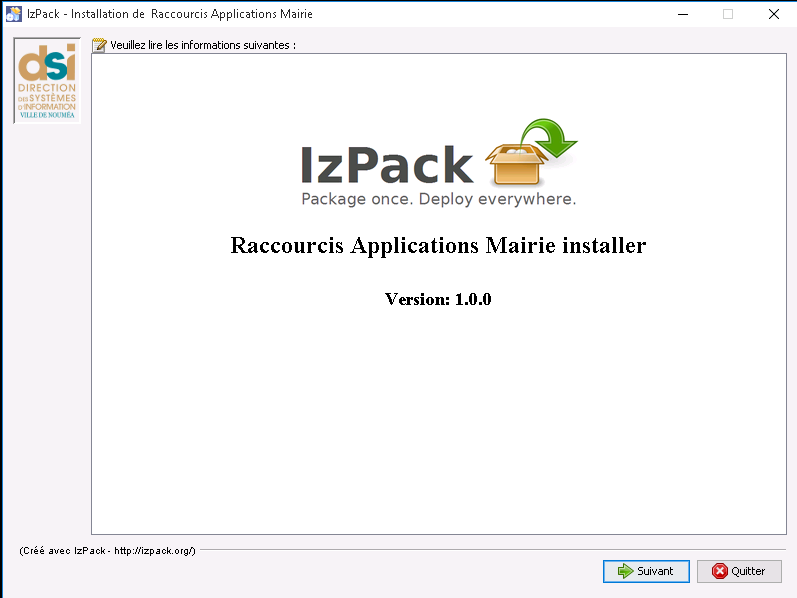 IzPack - Installation de  Raccourcis Applications Mairie
dsi
DIRECTION
DES SYSTÈMES
D'INFORMATION
VILLE DE NOUMÉA
Veuillez lire les informations suivantes :
IzPack
Package once. Deploy everywhere.
Raccourcis Applications Mairie installer
Version: 1.0.0
(Créé avec IzPack - http://izpack.org/)
Suivant
Quitter